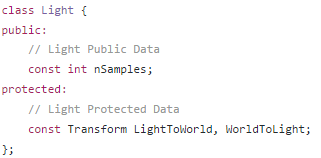 class Light {
public:
    // Light Public Data
    const int nSamples;
protected:
    // Light Protected Data
    const Transform LightToWorld, WorldToLight;
};